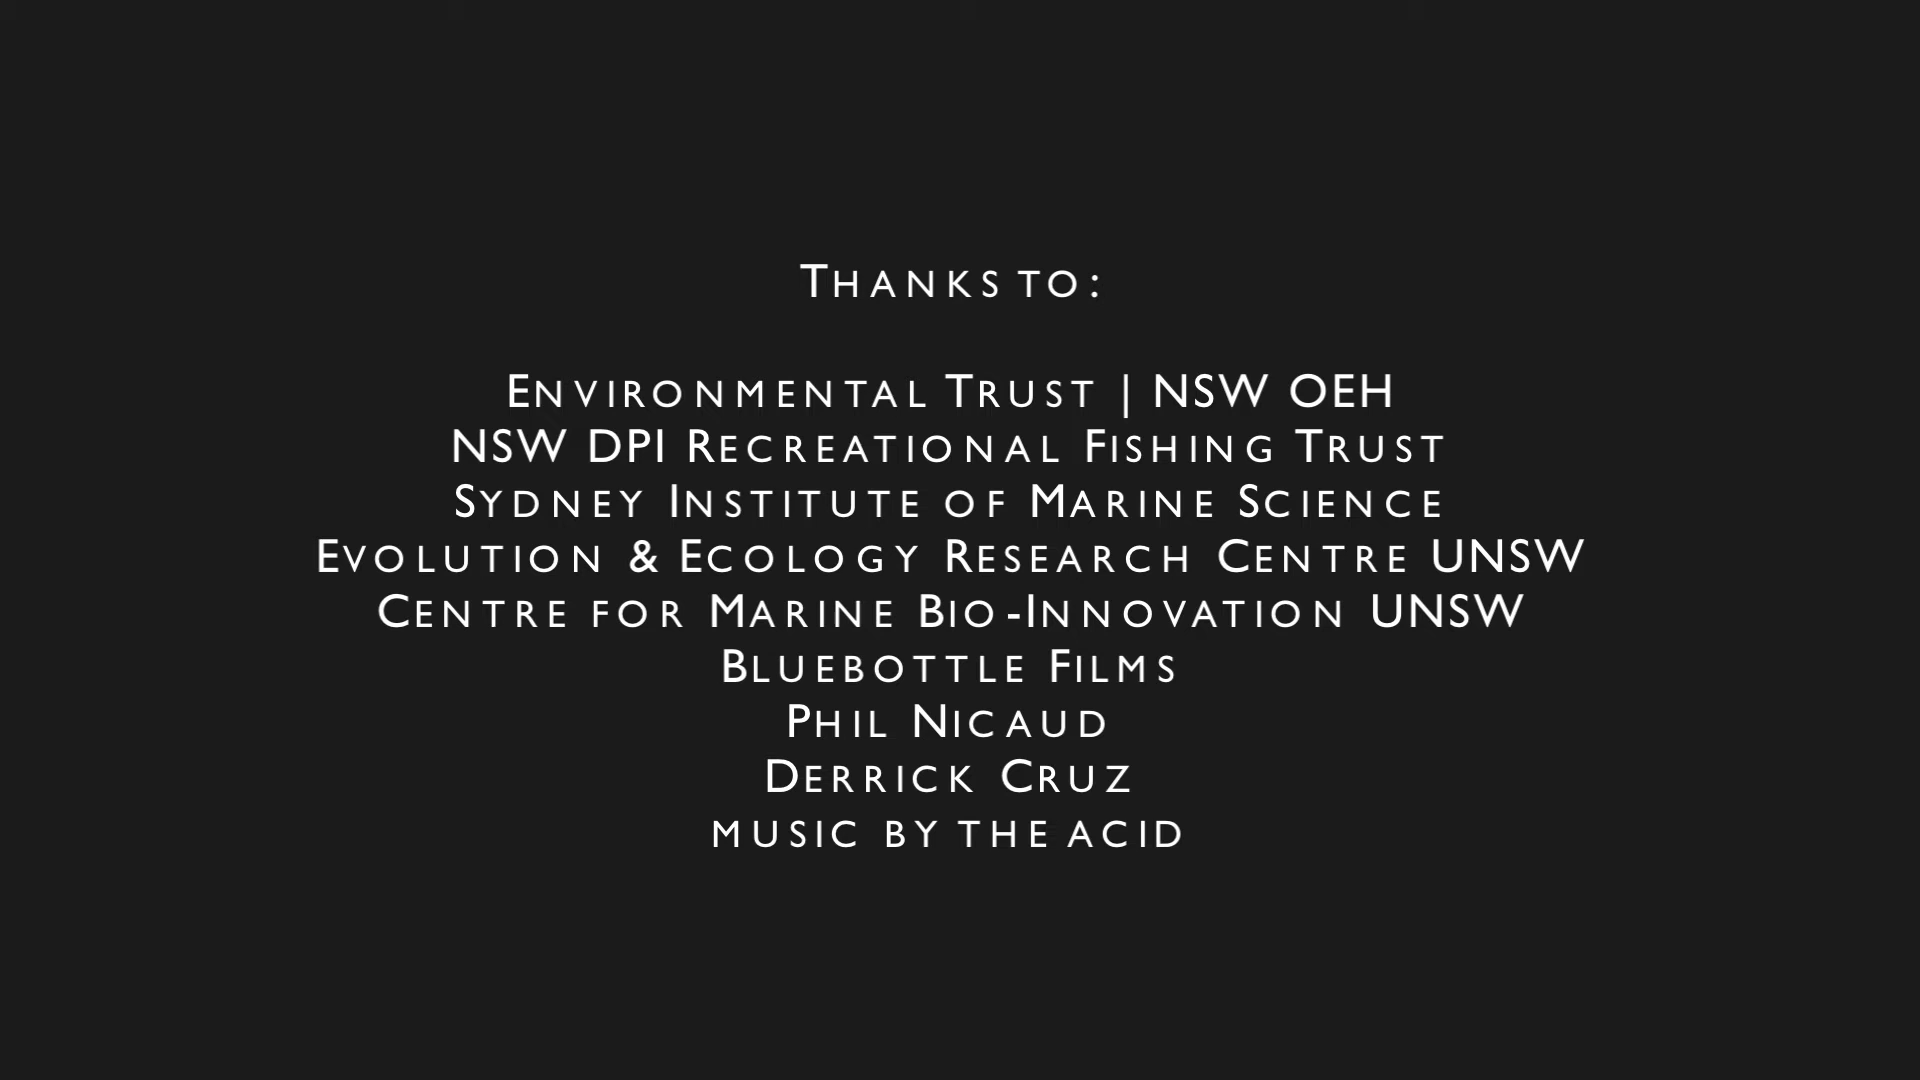 Thanks to:
Environmental Trust | NSW OEH
NSW DPI Recreational Fishing Trust
Sydney Institute of Marine Science
Evolution & Ecology Research Centre UNSW
Centre for Marine Bio-Innovation UNSW
Bluebottle Films
Phil Nicaud
Derrick Cruz
music by the acid